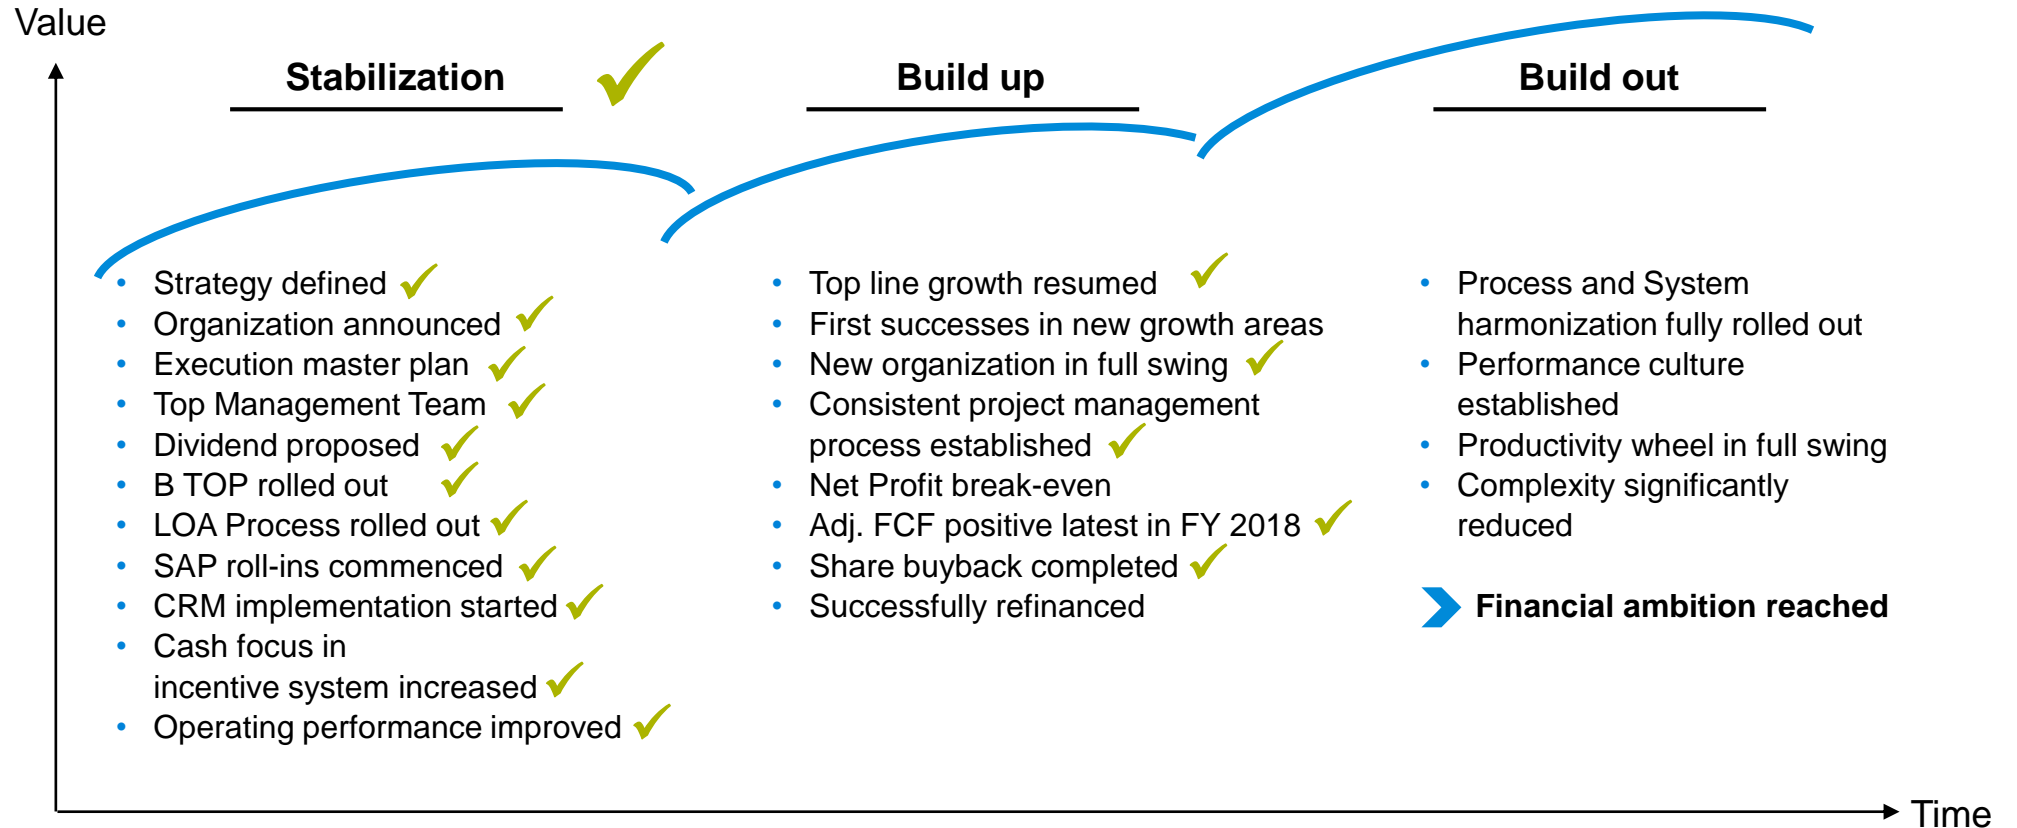 Value
Stabilization
Strategy defined
Organization announced
Execution master plan
Top Management Team
Dividend proposed
B TOP rolled out
LOA Process rolled out
SAP roll-ins commenced
CRM implementation started
Cash focus in
incentive system increased
Operating performance improved
Build up
Top line growth resumed
First successes in new growth areas
New organization in full swing
Consistent project management
process established
Net Profit break-even
Adj. FCF positive latest in FY 2018
Share buyback completed
Successfully refinanced
Build out
Process and System
harmonization fully rolled out
Performance culture
established
Productivity wheel in full swing
Complexity significantly
reduced
Financial ambition reached
Time